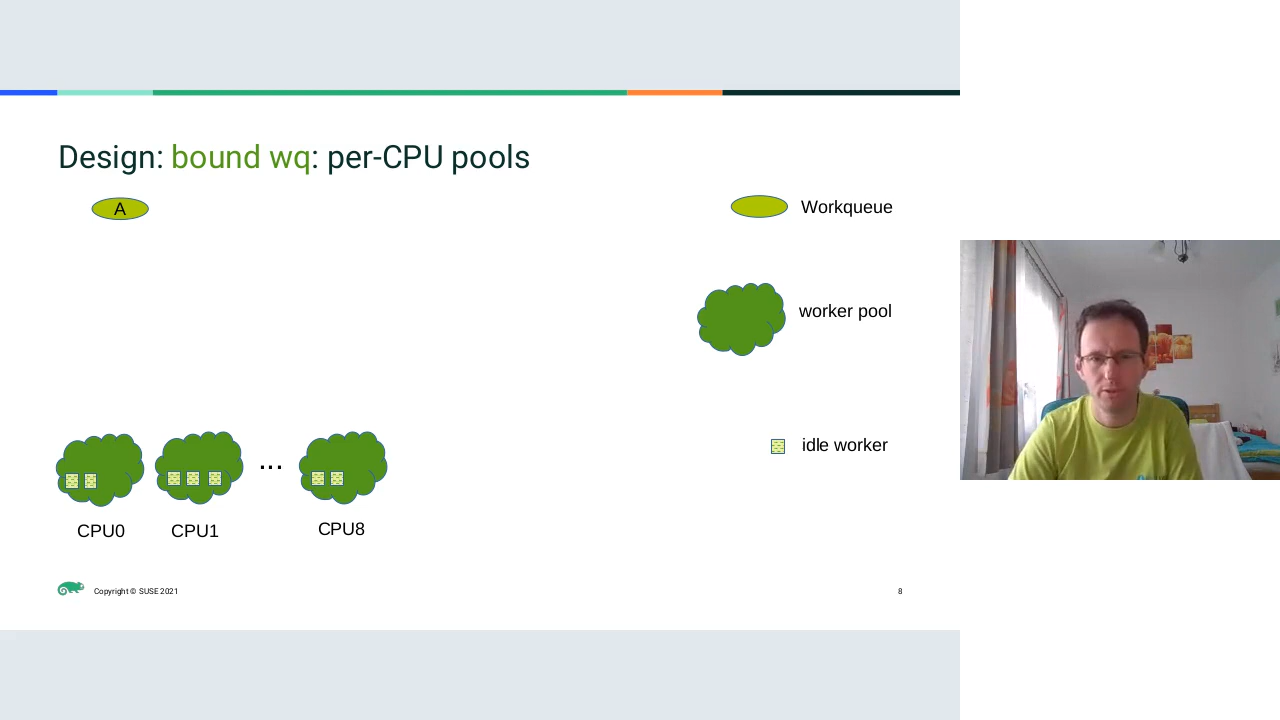 Design: bound wq: per-CPU pools
A
Workqueue
worker pool
idle worker
...
CPU0
CPU1
CPU8
Copyright © SUSE 2021
8